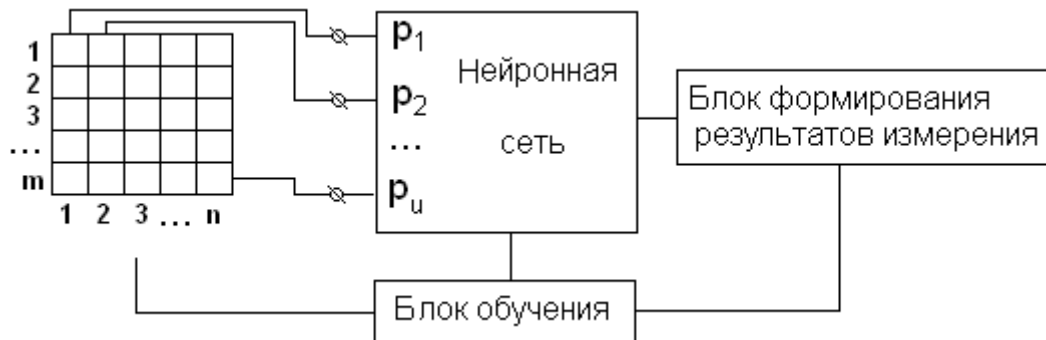 1
2
3
...
m
1 2 3 ... n
p1
p2
...
pu
Нейронная
сеть
Блок формирования
результатов измерения
Блок обучения